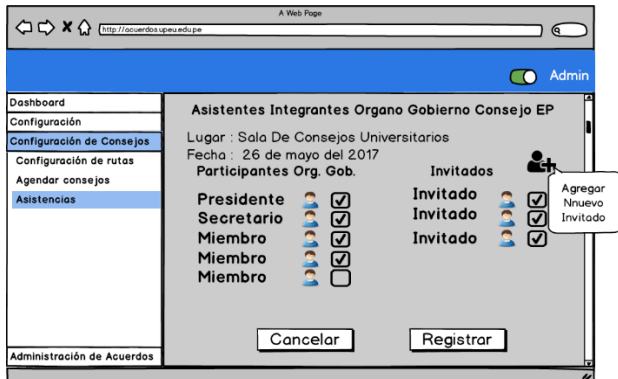 A Web Page
http://acuerdos.upeu.edu.pe
Admin
Dashboard
Configuración
Configuración de Consejos
Configuración de rutas
Agendar consejos
Asistencias
Administración de Acuerdos
Asistentes Integrantes Organo Gobierno Consejo EP
Lugar : Sala De Consejos Universitarios
Fecha : 26 de mayo del 2017
Participantes Org. Gob.
Presidente
Secretario
Miembro
Miembro
Miembro
Invitados
Invitado
Invitado
Invitado
Agregar
Nnuevo
Invitado
Cancelar
Registrar